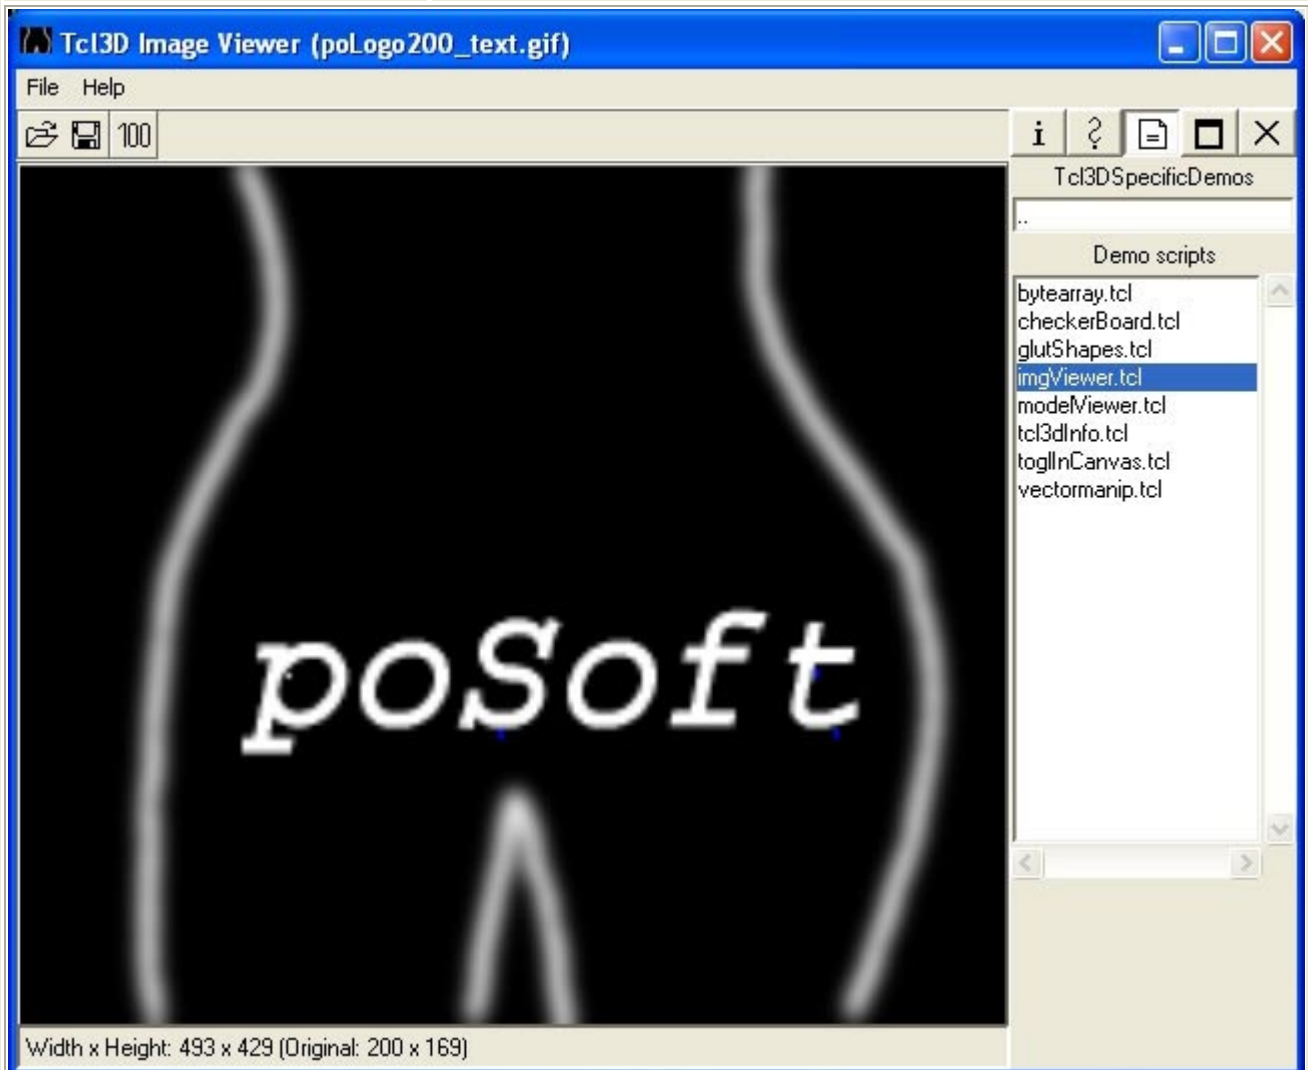 Tcl3D Image Viewer (poLogo200_text.gif)
File Help
100
i ?
Tcl3DSpecificDemos
..
Demo scripts
bytearray.tcl
checkerBoard.tcl
glutShapes.tcl
imgViewer.tcl
modelViewer.tcl
tcl3dInfo.tcl
toglInCanvas.tcl
vectormanip.tcl
poSoft
Width x Height: 493 x 429 (Original: 200 x 169)